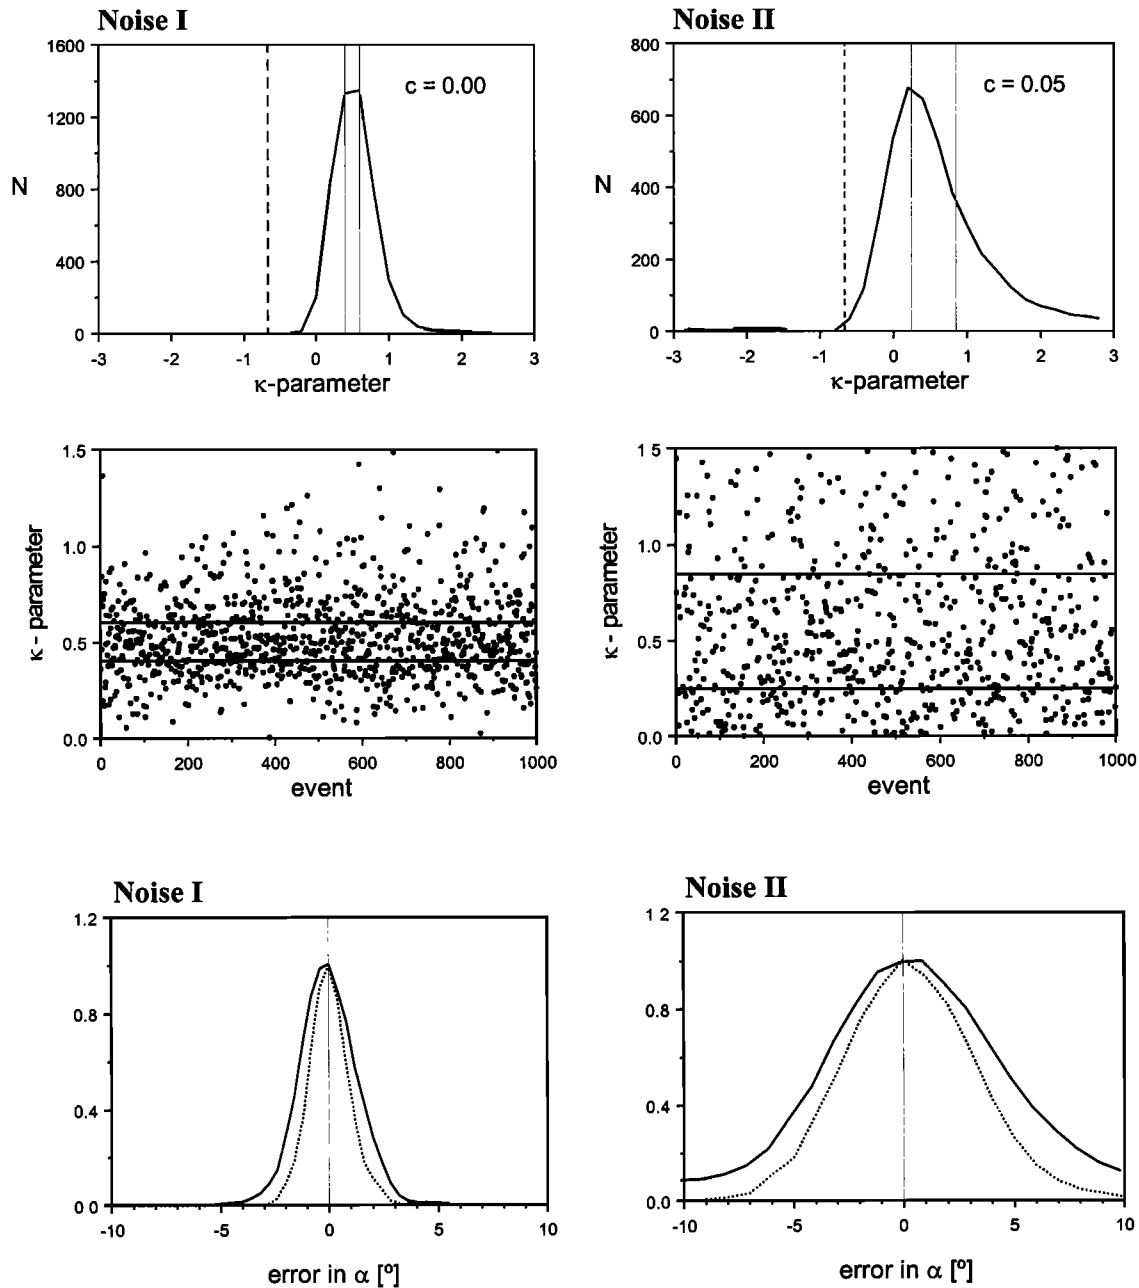 Noise I
Noise II
1600
1200
800
400
0
N
c = 0.00
-3 -2 -1 0 1 2 3
κ-parameter
800
600
400
200
0
N
c = 0.05
-3 -2 -1 0 1 2 3
κ-parameter
1.5
1.0
0.5
0.0
κ - parameter
0 200 400 600 800 1000
event
1.5
1.0
0.5
0.0
κ - parameter
0 200 400 600 800 1000
event
Noise I
Noise II
1.2
0.8
0.4
0.0
-10 -5 0 5 10
error in α [º]
1.2
0.8
0.4
0.0
-10 -5 0 5 10
error in α [º]